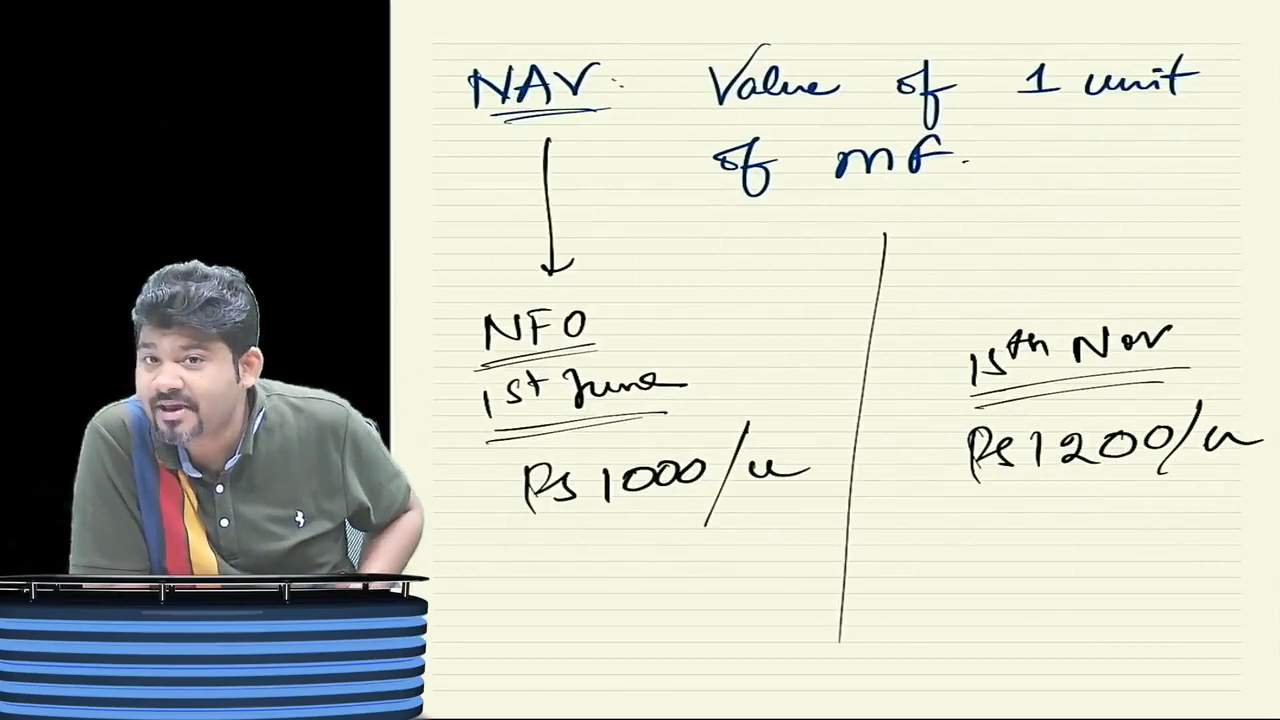 NAV: Value of 1 unit
of MF.
NFO
1st June
Rs 1000/u
15th Nov
Rs 1200/u